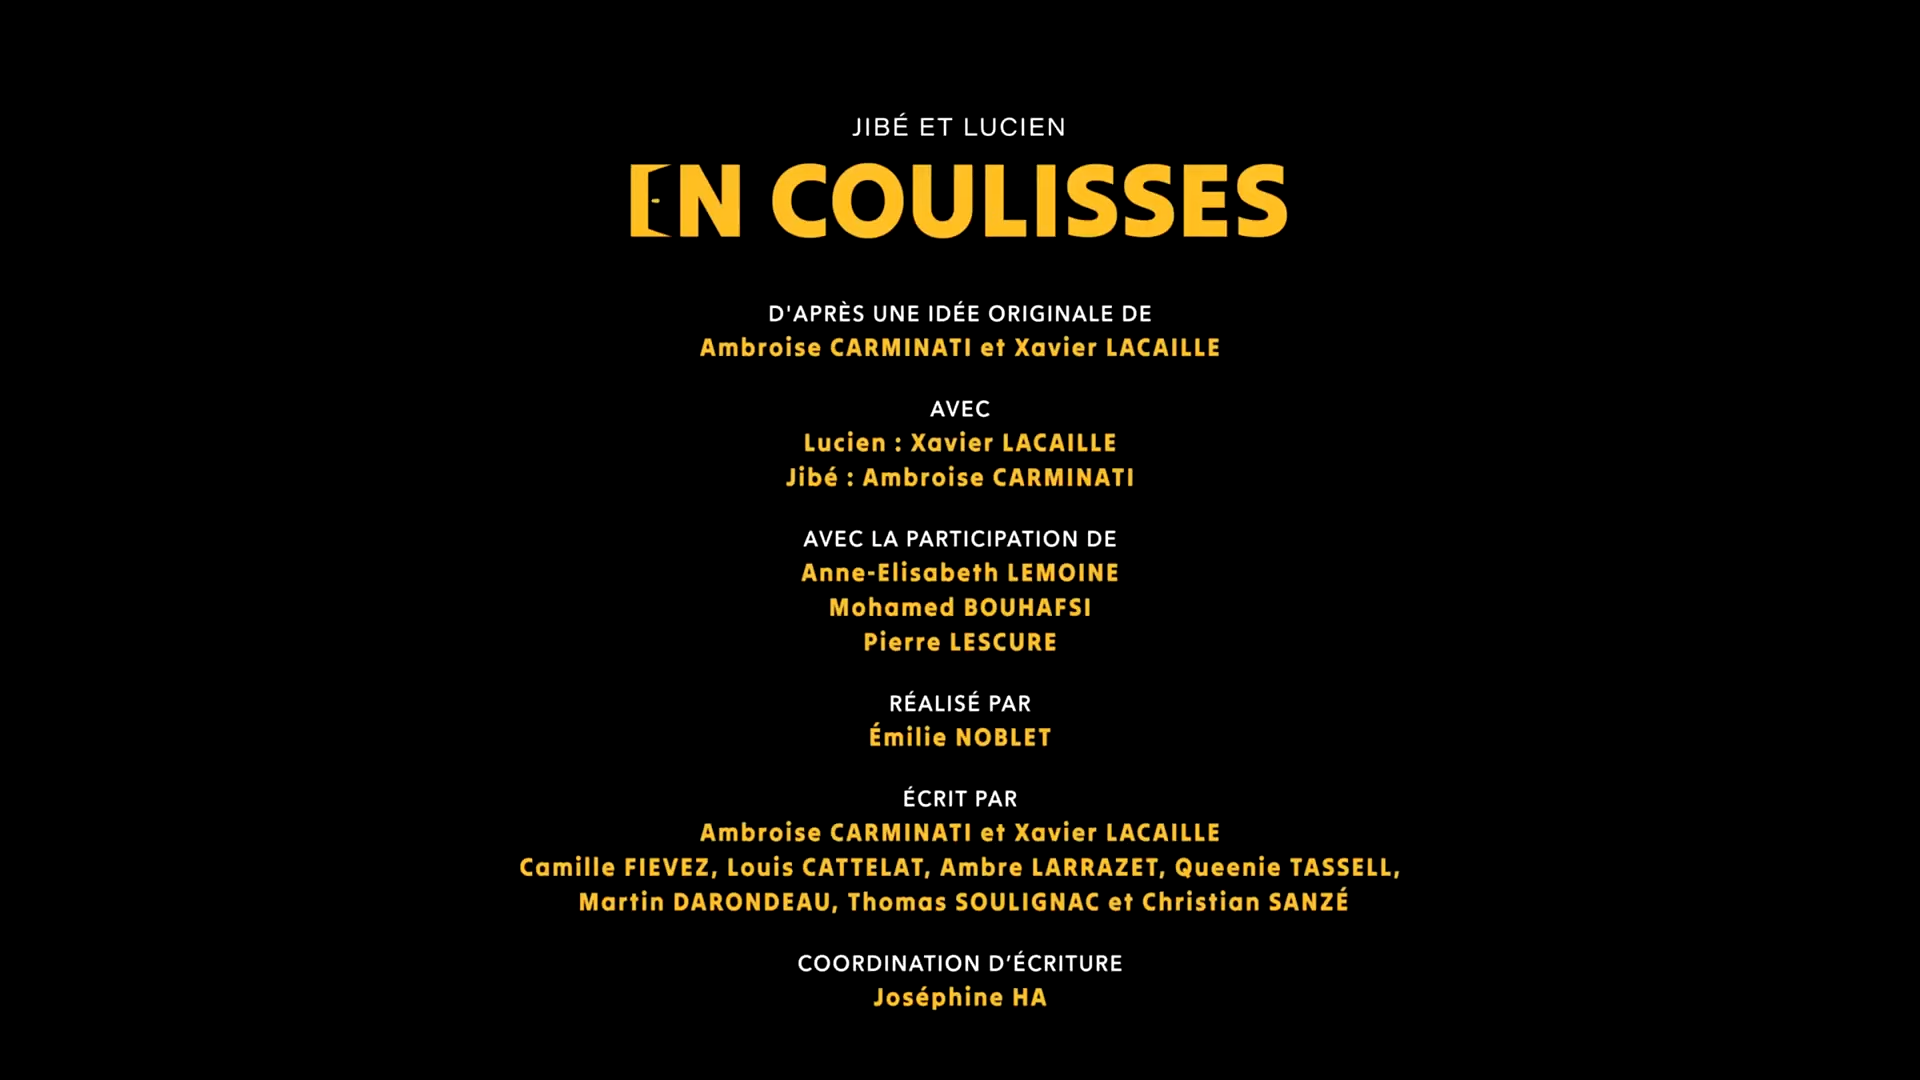 JIBÉ ET LUCIEN
EN COULISSES
D'APRÈS UNE IDÉE ORIGINALE DE
Ambroise CARMINATI et Xavier LACAILLE
AVEC
Lucien : Xavier LACAILLE
Jibé : Ambroise CARMINATI
AVEC LA PARTICIPATION DE
Anne-Elisabeth LEMOINE
Mohamed BOUHAFSI
Pierre LESCURE
RÉALISÉ PAR
Émilie NOBLET
ÉCRIT PAR
Ambroise CARMINATI et Xavier LACAILLE
Camille FIEVEZ, Louis CATTELAT, Ambre LARRAZET, Queenie TASSELL,
Martin DARONDEAU, Thomas SOULIGNAC et Christian SANZÉ
COORDINATION D’ÉCRITURE
Joséphine HA